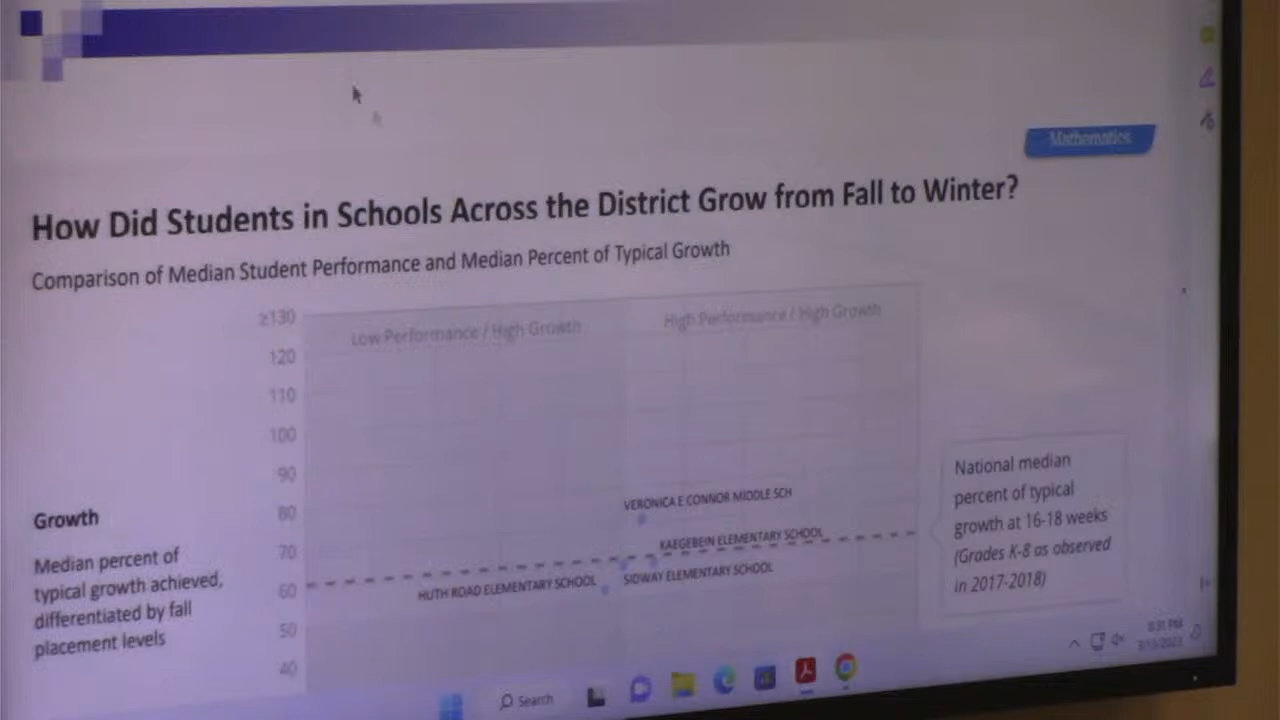 Mathematics
How Did Students in Schools Across the District Grow from Fall to Winter?
Comparison of Median Student Performance and Median Percent of Typical Growth
≥130
Low Performance / High Growth
High Performance / High Growth
120
110
100
90
80
70
60
50
40
Growth
Median percent of
typical growth achieved,
differentiated by fall
placement levels
VERONICA E CONNOR MIDDLE SCH
KAEGEBEIN ELEMENTARY SCHOOL
HUTH ROAD ELEMENTARY SCHOOL
SIDWAY ELEMENTARY SCHOOL
National median
percent of typical
growth at 16-18 weeks
(Grades K-8 as observed
in 2017-2018)
Search
8:31 PM